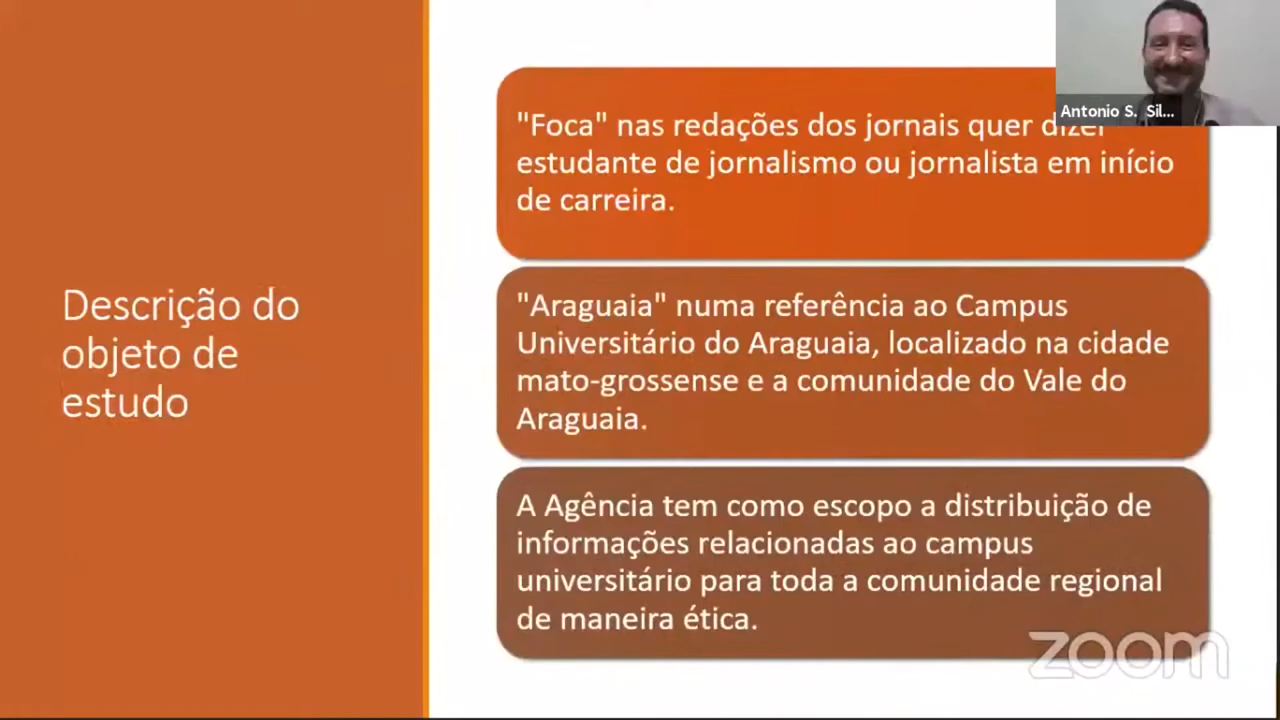 Descrição do
objeto de
estudo
"Foca" nas redações dos jornais quer dizer
estudante de jornalismo ou jornalista em início
de carreira.
"Araguaia" numa referência ao Campus
Universitário do Araguaia, localizado na cidade
mato-grossense e a comunidade do Vale do
Araguaia.
A Agência tem como escopo a distribuição de
informações relacionadas ao campus
universitário para toda a comunidade regional
de maneira ética.
Antonio S. Sil...
zoom